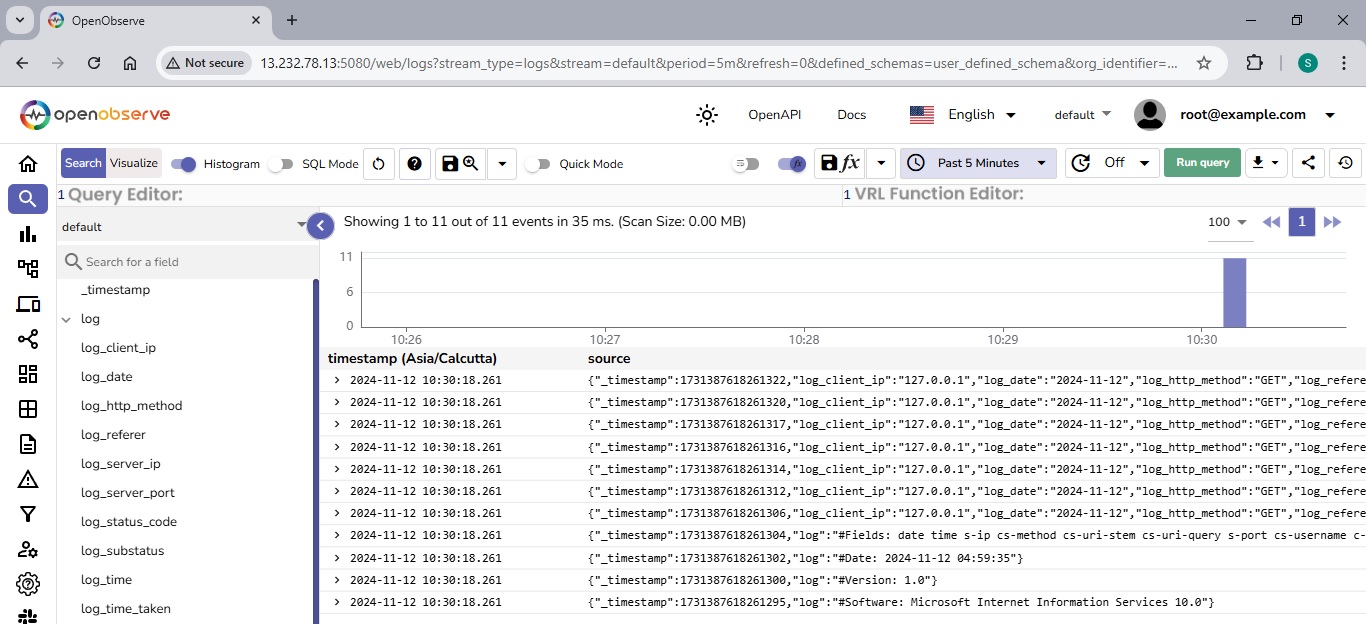 OpenObserve
Not secure 13.232.78.13:5080/web/logs?stream_type=logs&stream=default&period=5m&refresh=0&defined_schemas=user_defined_schema&org_identifier=...
S
openobserve OpenAPI Docs English default root@example.com
Search Visualize Histogram SQL Mode Quick Mode fx fx Past 5 Minutes Off Run query
1 Query Editor: 1 VRL Function Editor:
default
Search for a field
_timestamp
log
log_client_ip
log_date
log_http_method
log_referer
log_server_ip
log_server_port
log_status_code
log_substatus
log_time
log_time_taken
Showing 1 to 11 out of 11 events in 35 ms. (Scan Size: 0.00 MB) 100 1
11
6
0
10:26 10:27 10:28 10:29 10:30
timestamp (Asia/Calcutta) source
2024-11-12 10:30:18.261 {"_timestamp":1731387618261322,"log_client_ip":"127.0.0.1","log_date":"2024-11-12","log_http_method":"GET","log_refere
2024-11-12 10:30:18.261 {"_timestamp":1731387618261320,"log_client_ip":"127.0.0.1","log_date":"2024-11-12","log_http_method":"GET","log_refere
2024-11-12 10:30:18.261 {"_timestamp":1731387618261317,"log_client_ip":"127.0.0.1","log_date":"2024-11-12","log_http_method":"GET","log_refere
2024-11-12 10:30:18.261 {"_timestamp":1731387618261316,"log_client_ip":"127.0.0.1","log_date":"2024-11-12","log_http_method":"GET","log_refere
2024-11-12 10:30:18.261 {"_timestamp":1731387618261314,"log_client_ip":"127.0.0.1","log_date":"2024-11-12","log_http_method":"GET","log_refere
2024-11-12 10:30:18.261 {"_timestamp":1731387618261312,"log_client_ip":"127.0.0.1","log_date":"2024-11-12","log_http_method":"GET","log_refere
2024-11-12 10:30:18.261 {"_timestamp":1731387618261306,"log_client_ip":"127.0.0.1","log_date":"2024-11-12","log_http_method":"GET","log_refere
2024-11-12 10:30:18.261 {"_timestamp":1731387618261304,"log":"#Fields: date time s-ip cs-method cs-uri-stem cs-uri-query s-port cs-username c-
2024-11-12 10:30:18.261 {"_timestamp":1731387618261302,"log":"#Date: 2024-11-12 04:59:35"}
2024-11-12 10:30:18.261 {"_timestamp":1731387618261300,"log":"#Version: 1.0"}
2024-11-12 10:30:18.261 {"_timestamp":1731387618261295,"log":"#Software: Microsoft Internet Information Services 10.0"}